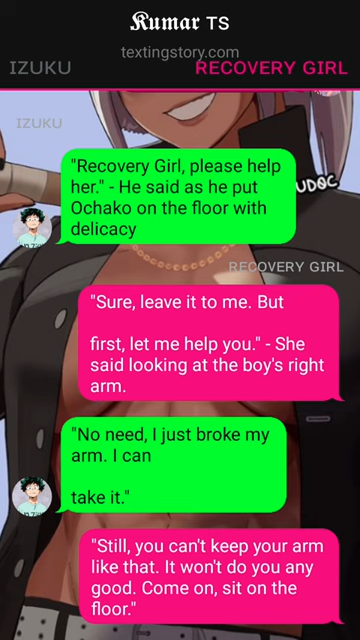 Kumar TS
textingstory.com
IZUKU RECOVERY GIRL
IZUKU
"Recovery Girl, please help
her." - He said as he put
Ochako on the floor with
delicacy
UDOC
RECOVERY GIRL
"Sure, leave it to me. But
first, let me help you." - She
said looking at the boy's right
arm.
"No need, I just broke my
arm. I can
take it."
"Still, you can't keep your arm
like that. It won't do you any
good. Come on, sit on the
floor."